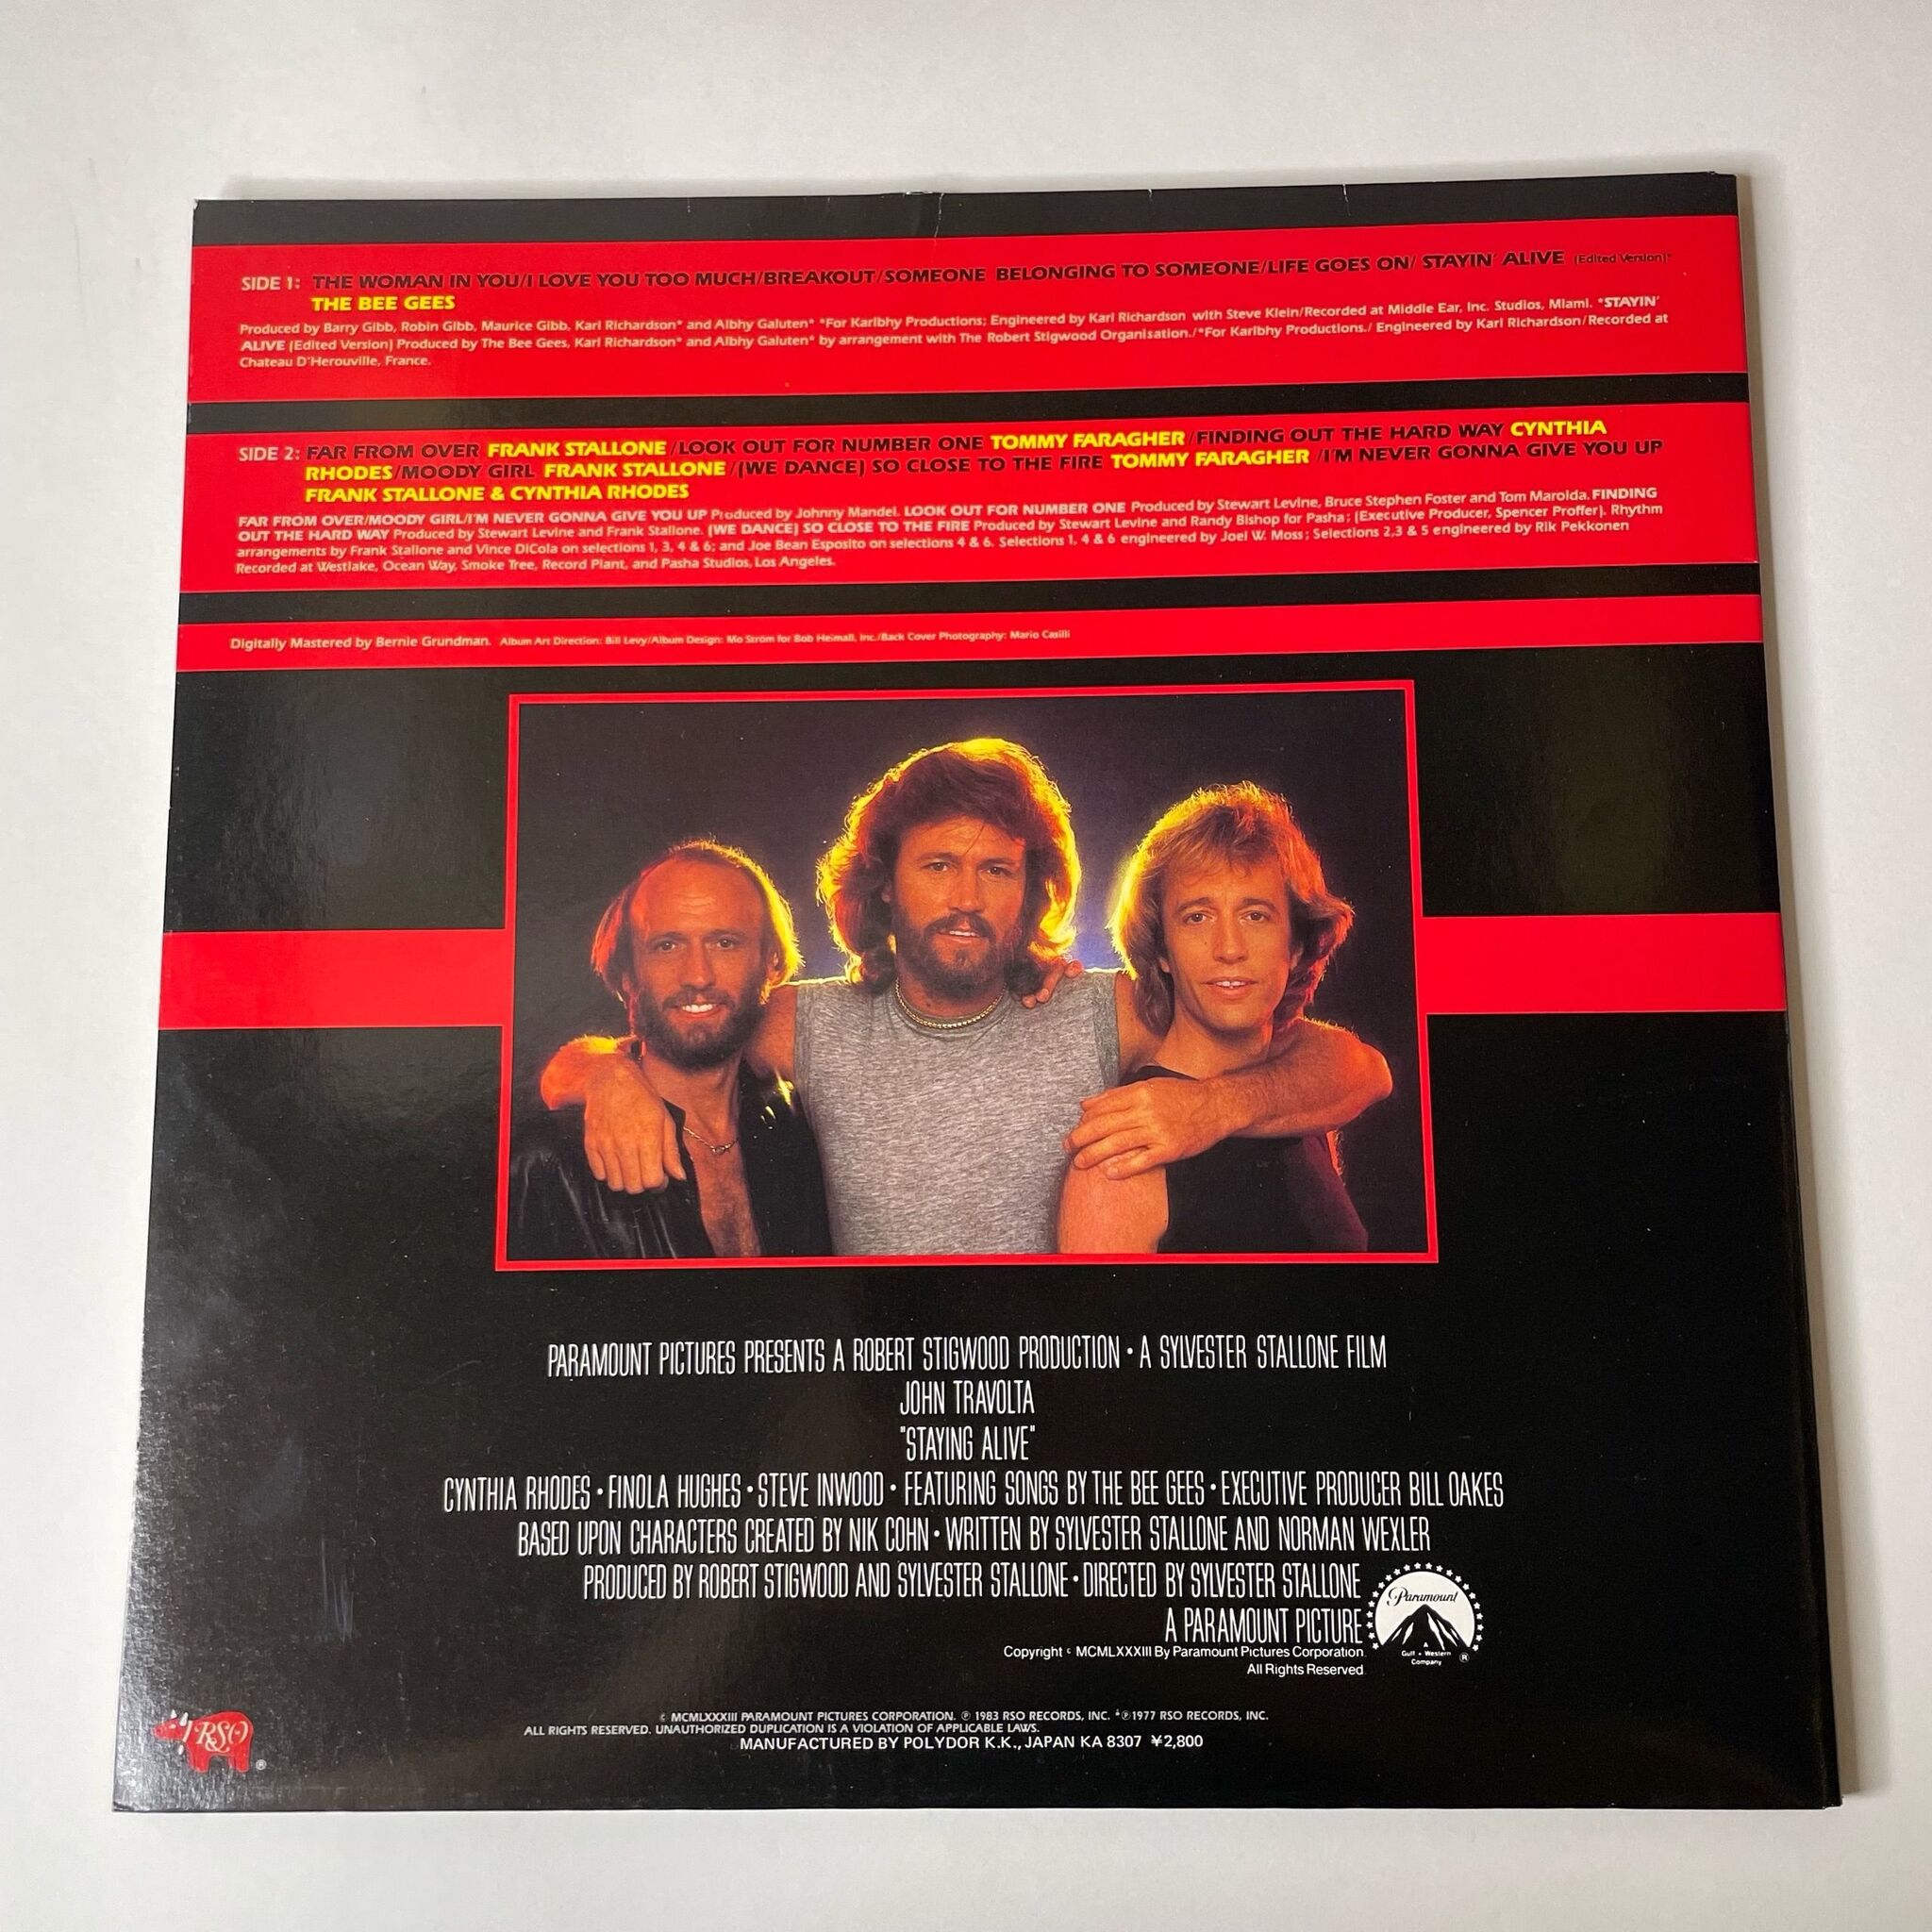 SIDE 1: THE WOMAN IN YOU/I LOVE YOU TOO MUCH/BREAKOUT/SOMEONE BELONGING TO SOMEONE/LIFE GOES ON/ STAYIN' ALIVE (Edited Version)*
THE BEE GEES
Produced by Barry Gibb, Robin Gibb, Maurice Gibb, Karl Richardson* and Albhy Galuten* *For Karlbhy Productions; Engineered by Karl Richardson with Steve Klein/Recorded at Middle Ear, Inc. Studios, Miami. *STAYIN'
ALIVE (Edited Version) Produced by The Bee Gees, Karl Richardson* and Albhy Galuten* by arrangement with The Robert Stigwood Organisation./*For Karlbhy Productions./ Engineered by Karl Richardson/Recorded at
Chateau D'Herouville, France.
SIDE 2: FAR FROM OVER FRANK STALLONE/LOOK OUT FOR NUMBER ONE TOMMY FARAGHER/FINDING OUT THE HARD WAY CYNTHIA
RHODES/MOODY GIRL FRANK STALLONE/(WE DANCE) SO CLOSE TO THE FIRE TOMMY FARAGHER/I'M NEVER GONNA GIVE YOU UP
FRANK STALLONE & CYNTHIA RHODES
FAR FROM OVER/MOODY GIRL/I'M NEVER GONNA GIVE YOU UP Produced by Johnny Mandel. LOOK OUT FOR NUMBER ONE Produced by Stewart Levine, Bruce Stephen Foster and Tom Marolda. FINDING
OUT THE HARD WAY Produced by Stewart Levine and Frank Stallone. (WE DANCE) SO CLOSE TO THE FIRE Produced by Stewart Levine and Randy Bishop for Pasha; (Executive Producer, Spencer Proffer). Rhythm
arrangements by Frank Stallone and Vince DiCola on selections 1, 3, 4 & 6; and Joe Bean Esposito on selections 4 & 6. Selections 1, 4 & 6 engineered by Joel W. Moss; Selections 2,3 & 5 engineered by Rik Pekkonen
Recorded at Westlake, Ocean Way, Smoke Tree, Record Plant, and Pasha Studios, Los Angeles.
Digitally Mastered by Bernie Grundman. Album Art Direction: Bill Levy/Album Design: Mo Strom for Bob Heimall, Inc./Back Cover Photography: Mario Casilli
PARAMOUNT PICTURES PRESENTS A ROBERT STIGWOOD PRODUCTION • A SYLVESTER STALLONE FILM
JOHN TRAVOLTA
"STAYING ALIVE"
CYNTHIA RHODES • FINOLA HUGHES • STEVE INWOOD • FEATURING SONGS BY THE BEE GEES • EXECUTIVE PRODUCER BILL OAKES
BASED UPON CHARACTERS CREATED BY NIK COHN • WRITTEN BY SYLVESTER STALLONE AND NORMAN WEXLER
PRODUCED BY ROBERT STIGWOOD AND SYLVESTER STALLONE • DIRECTED BY SYLVESTER STALLONE
A PARAMOUNT PICTURE
Paramount
A
Gulf + Western
Company ®
Copyright © MCMLXXXIII By Paramount Pictures Corporation.
All Rights Reserved.
© MCMLXXXIII PARAMOUNT PICTURES CORPORATION. ℗ 1983 RSO RECORDS, INC. *℗ 1977 RSO RECORDS, INC.
ALL RIGHTS RESERVED. UNAUTHORIZED DUPLICATION IS A VIOLATION OF APPLICABLE LAWS.
MANUFACTURED BY POLYDOR K.K., JAPAN KA 8307 ¥2,800
RSO ®